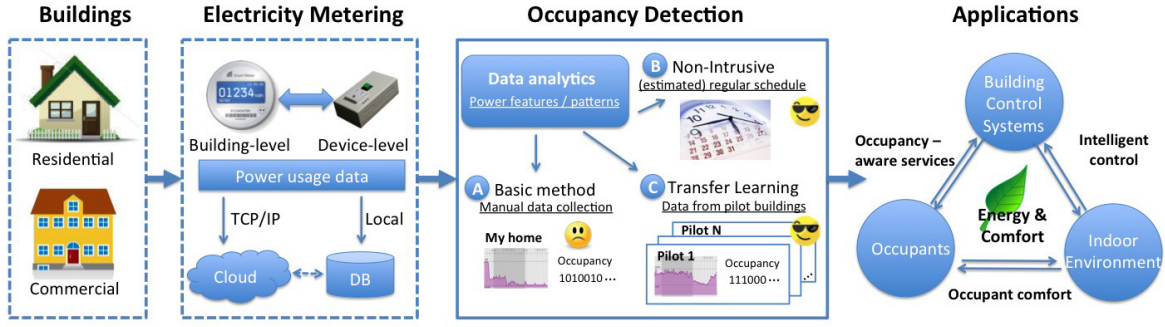 Buildings
Electricity Metering
Occupancy Detection
Applications
Residential
Commercial
01234
Building-level
Device-level
Power usage data
TCP/IP
Local
Cloud
DB
Data analytics
Power features / patterns
B Non-Intrusive
(estimated) regular schedule
A Basic method
Manual data collection
My home
Occupancy
1010010 ...
C Transfer Learning
Data from pilot buildings
Pilot N
Pilot 1
Occupancy
111000 ...
...
Building
Control
Systems
Occupancy –
aware services
Intelligent
control
Energy &
Comfort
Occupants
Indoor
Environment
Occupant comfort